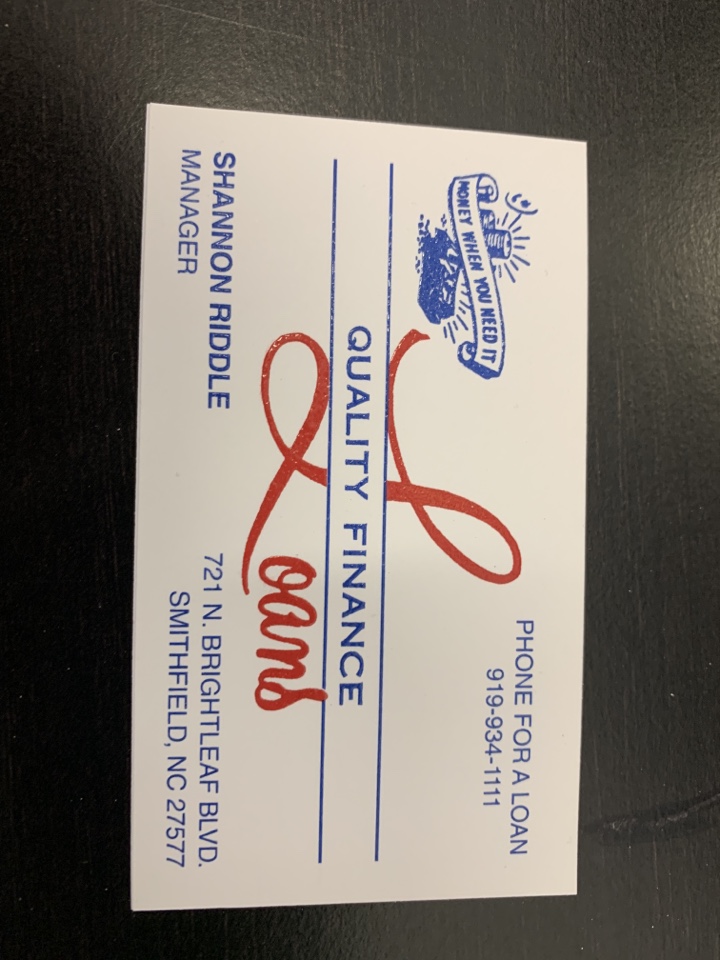 MONEY WHEN YOU NEED IT
PHONE FOR A LOAN
919-934-1111
QUALITY FINANCE
Loans
SHANNON RIDDLE
MANAGER
721 N. BRIGHTLEAF BLVD.
SMITHFIELD, NC 27577